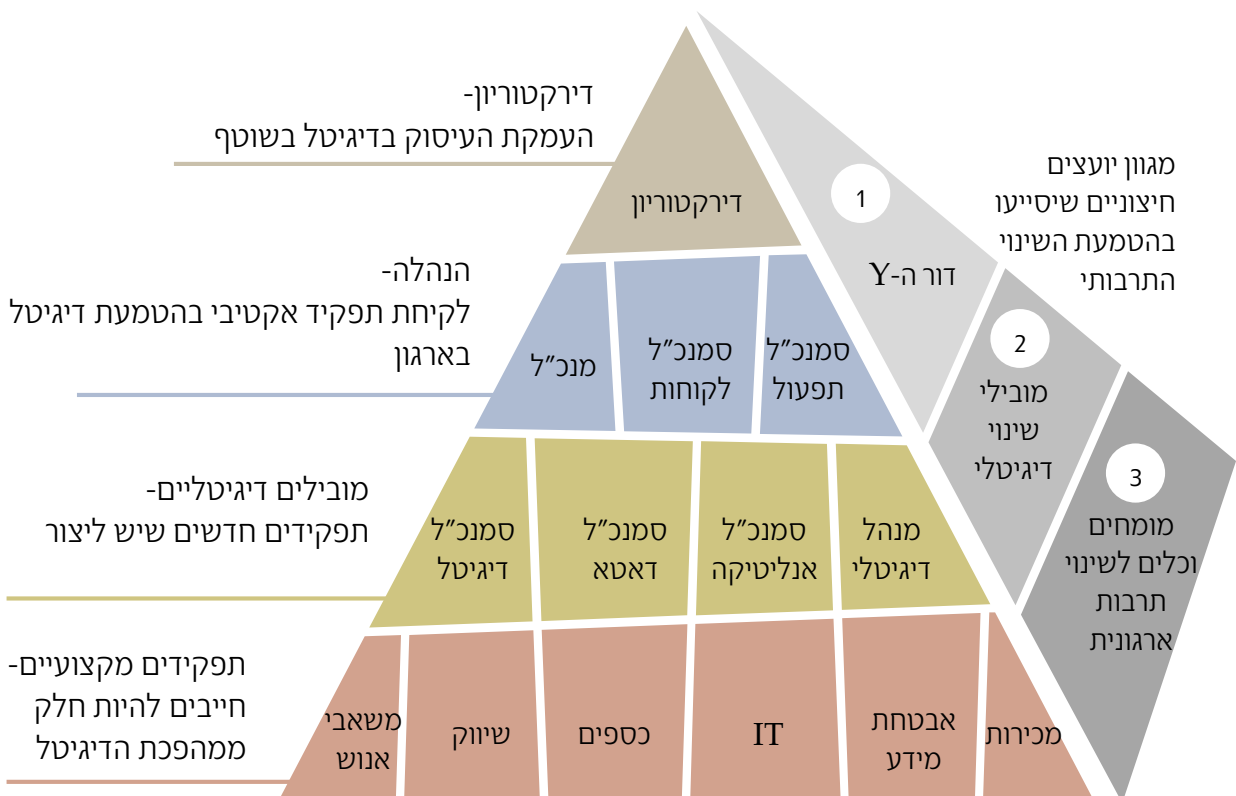 דירקטוריון-
העמקת העיסוק בדיגיטל בשוטף
הנהלה-
לקיחת תפקיד אקטיבי בהטמעת דיגיטל
בארגון
מובילים דיגיטליים-
תפקידים חדשים שיש ליצור
תפקידים מקצועיים-
חייבים להיות חלק
ממהפכת הדיגיטל
דירקטוריון
סמנכ״ל
תפעול
סמנכ״ל
לקוחות
מנכ״ל
מנהל
דיגיטלי
סמנכ״ל
אנליטיקה
סמנכ״ל
דאטא
סמנכ״ל
דיגיטל
מכירות
אבטחת
מידע
IT
כספים
שיווק
משאבי
אנוש
מגוון יועצים
חיצוניים שיסייעו
בהטמעת השינוי
התרבותי
1
דור ה-Y
2
מובילי
שינוי
דיגיטלי
3
מומחים
וכלים לשינוי
תרבות
ארגונית